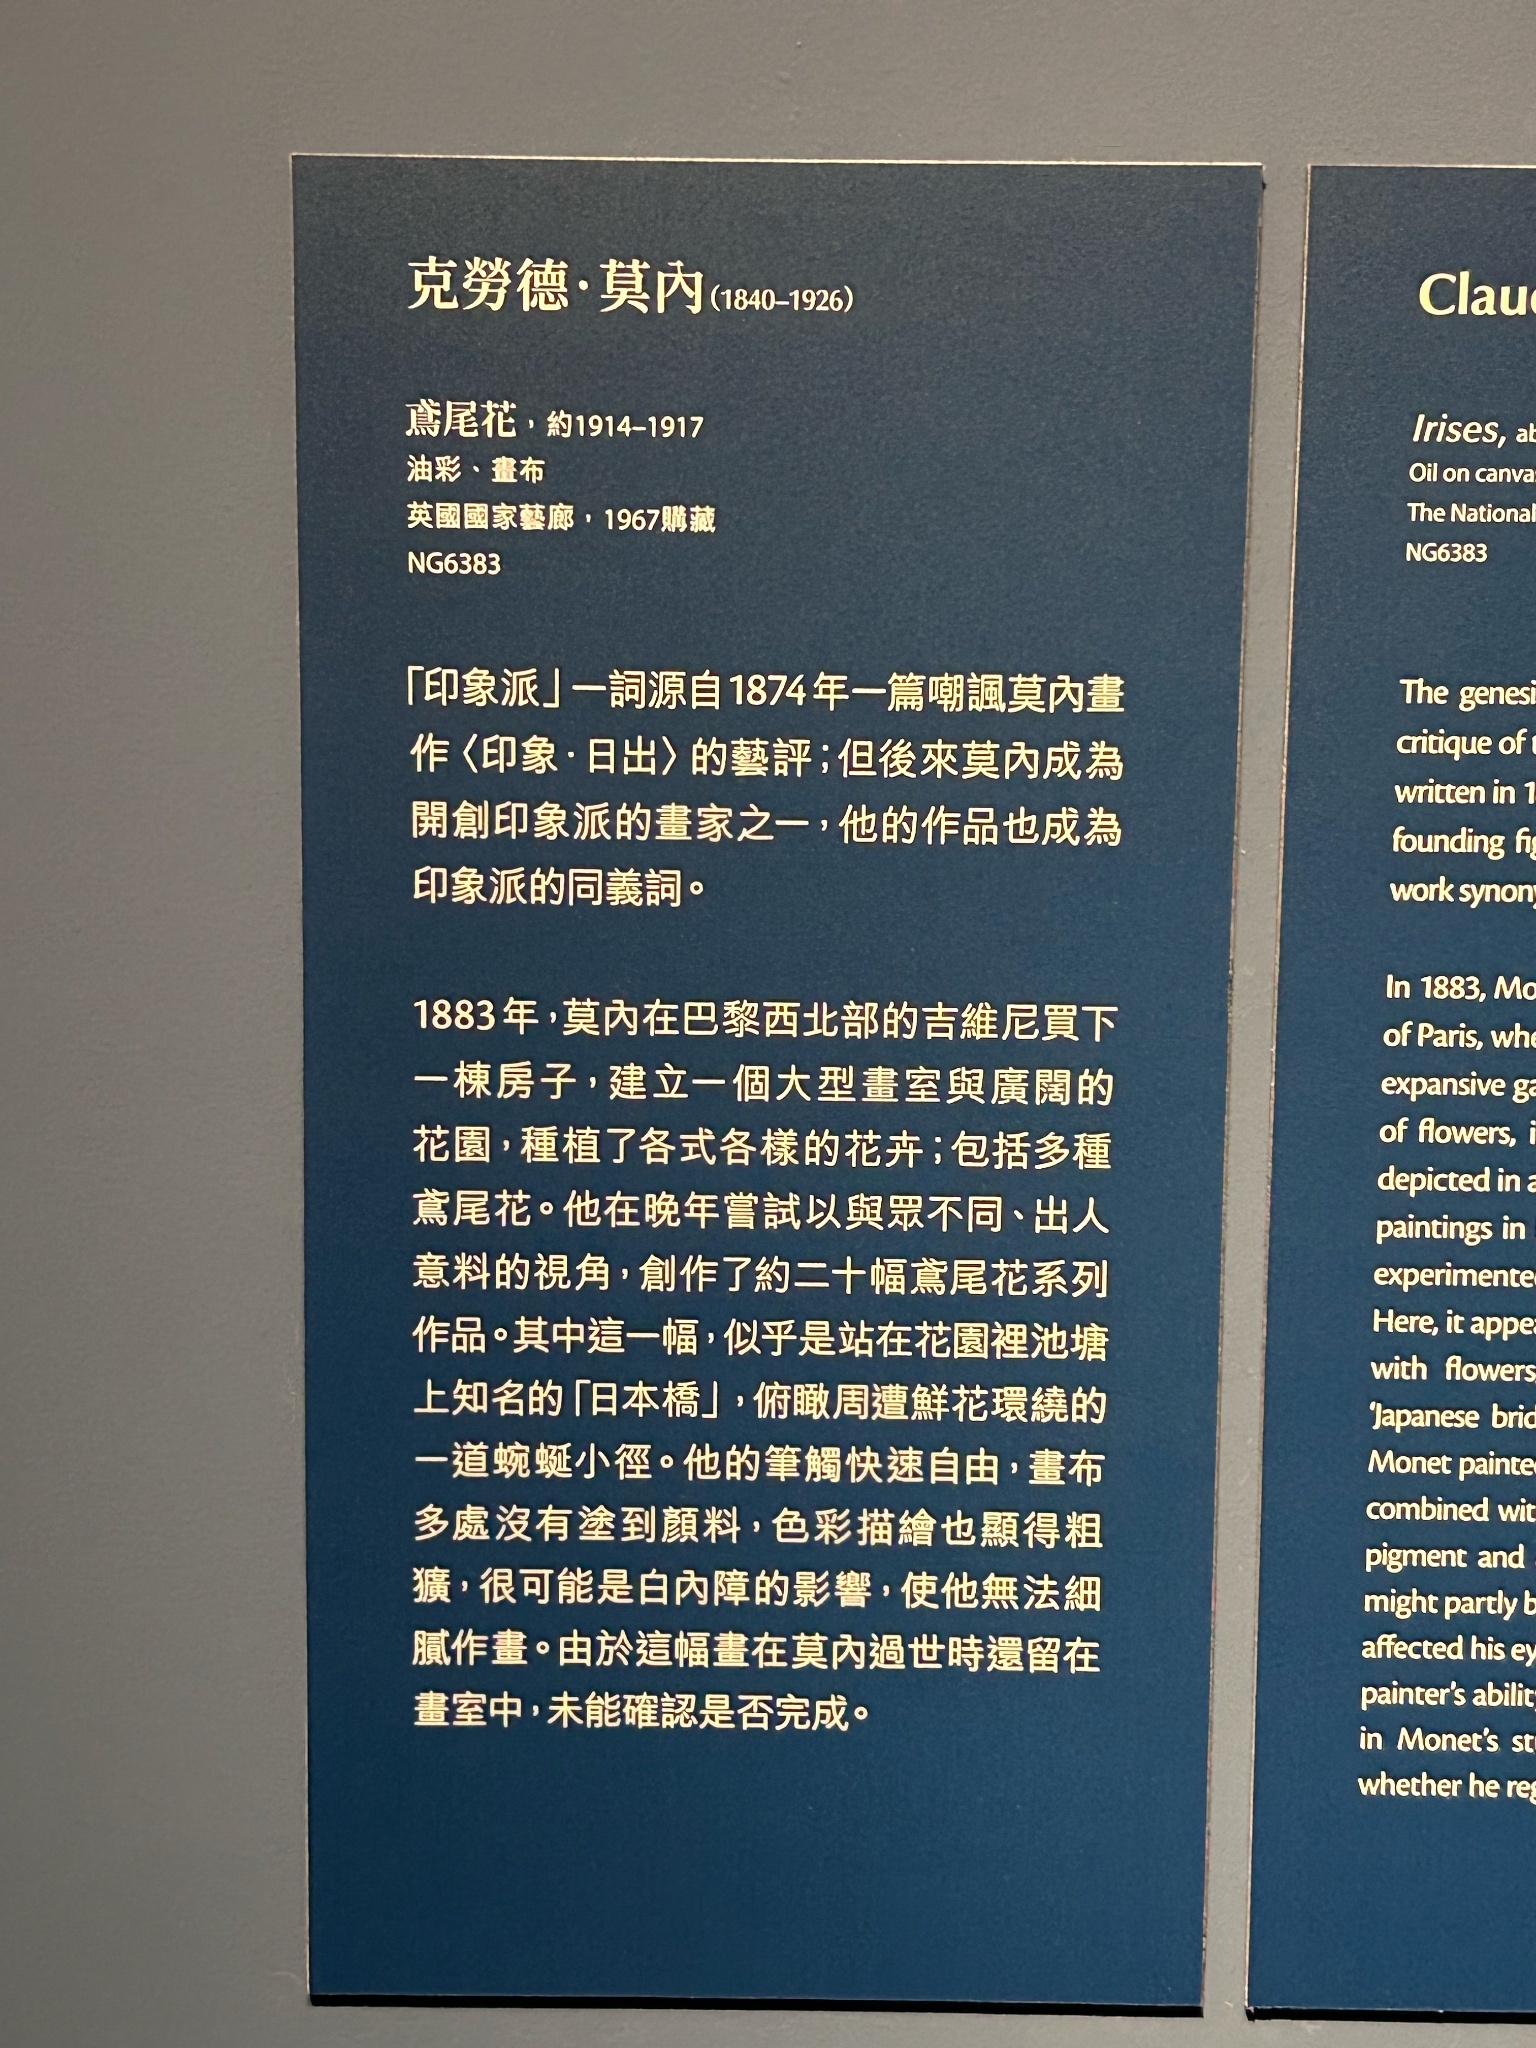 克勞德·莫內(1840–1926)
鳶尾花，約1914–1917
油彩、畫布
英國國家藝廊，1967購藏
NG6383
「印象派」一詞源自1874年一篇嘲諷莫內畫
作〈印象·日出〉的藝評；但後來莫內成為
開創印象派的畫家之一，他的作品也成為
印象派的同義詞。
1883年，莫內在巴黎西北部的吉維尼買下
一棟房子，建立一個大型畫室與廣闊的
花園，種植了各式各樣的花卉；包括多種
鳶尾花。他在晚年嘗試以與眾不同、出人
意料的視角，創作了約二十幅鳶尾花系列
作品。其中這一幅，似乎是站在花園裡池塘
上知名的「日本橋」，俯瞰周遭鮮花環繞的
一道蜿蜒小徑。他的筆觸快速自由，畫布
多處沒有塗到顏料，色彩描繪也顯得粗
獷，很可能是白內障的影響，使他無法細
膩作畫。由於這幅畫在莫內過世時還留在
畫室中，未能確認是否完成。
Irises,
Oil on
The
NG6383
The
critique of
written in
founding
work
In 1883,
of Paris,
expansive
of flowers,
depicted in
paintings in
Here, it
with flowers
'Japanese
Monet
combined
pigment and
might partly
affected his
painter's
in Monet's
whether he